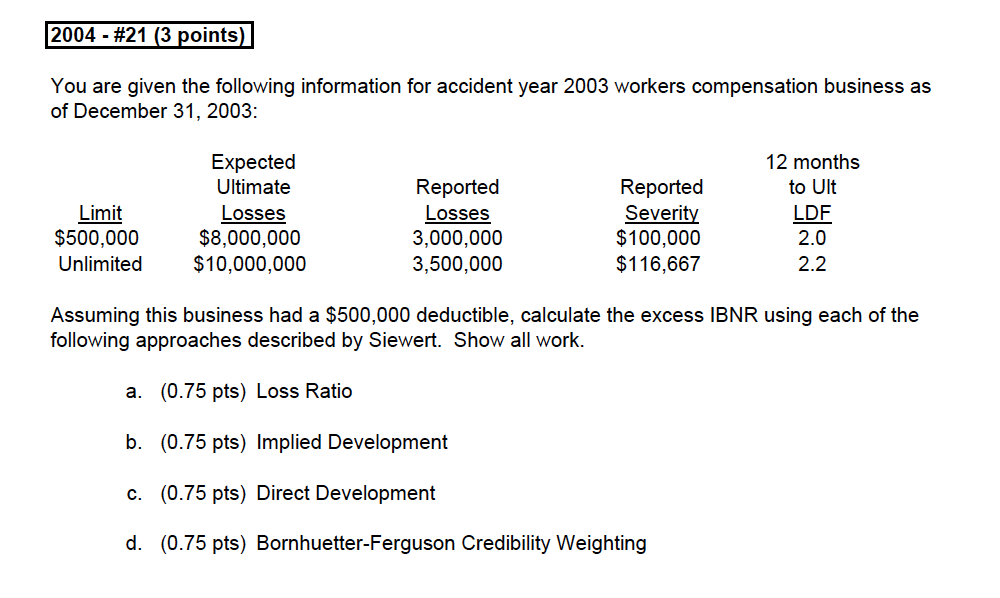 2004 - #21 (3 points)
You are given the following information for accident year 2003 workers compensation business as
of December 31, 2003:
Expected 12 months
Ultimate Reported Reported to Ult
Limit Losses Losses Severity LDF
$500,000 $8,000,000 3,000,000 $100,000 2.0
Unlimited $10,000,000 3,500,000 $116,667 2.2
Assuming this business had a $500,000 deductible, calculate the excess IBNR using each of the
following approaches described by Siewert. Show all work.
a. (0.75 pts) Loss Ratio
b. (0.75 pts) Implied Development
c. (0.75 pts) Direct Development
d. (0.75 pts) Bornhuetter-Ferguson Credibility Weighting